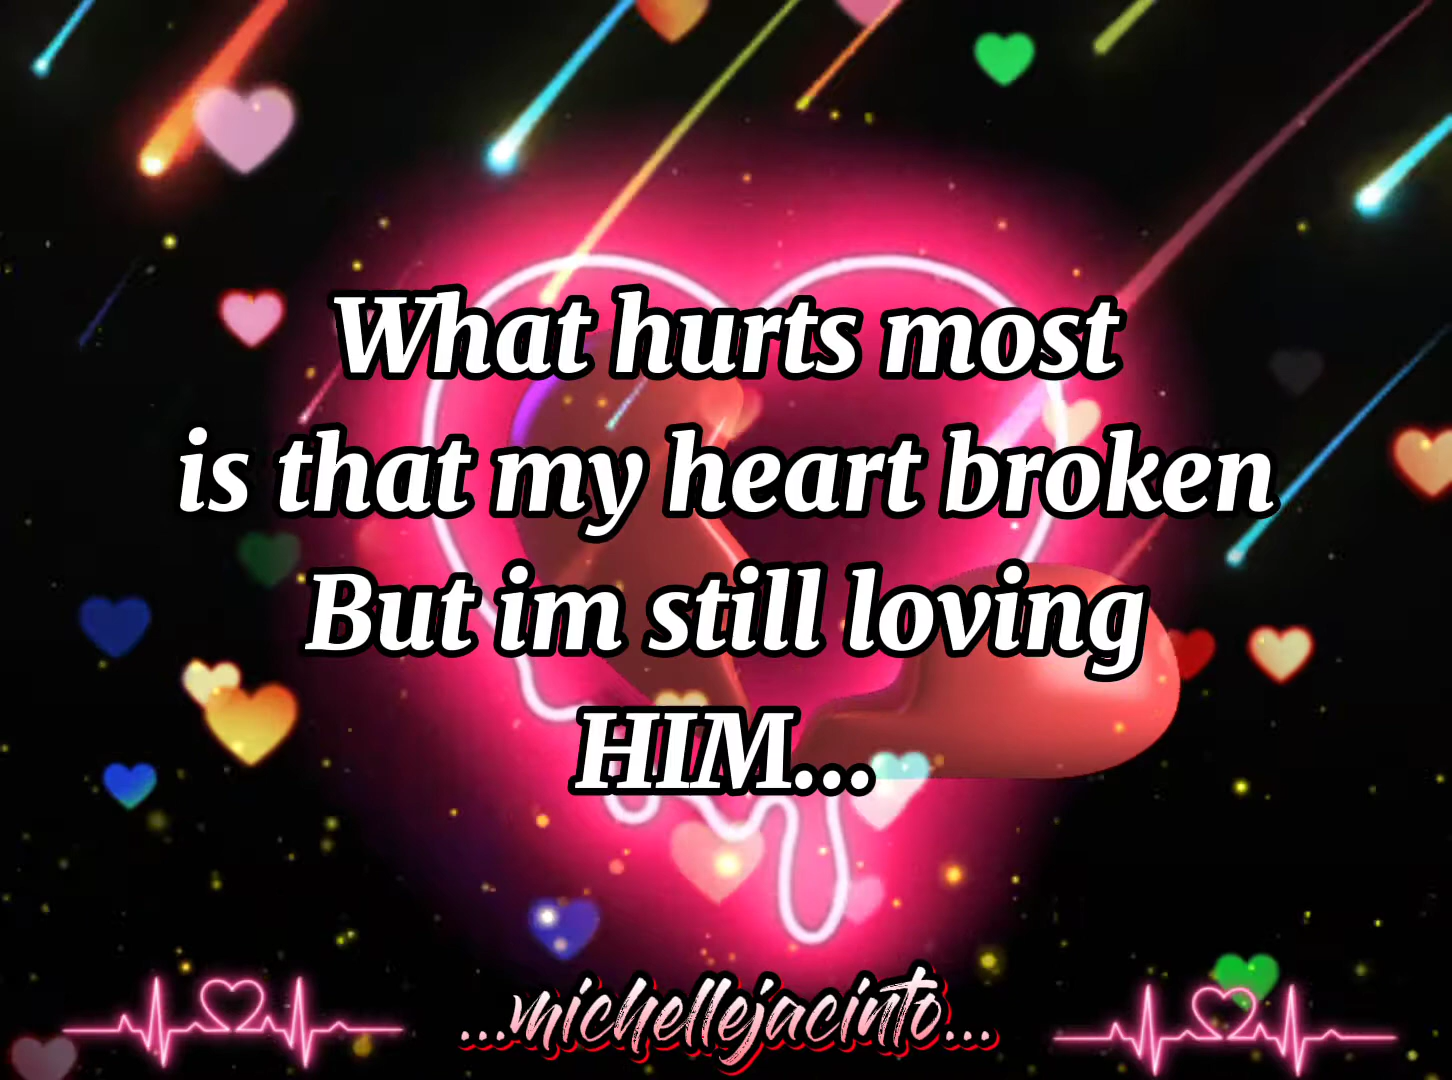 What hurts most
is that my heart broken
But im still loving
HIM...
...michellejacinto...